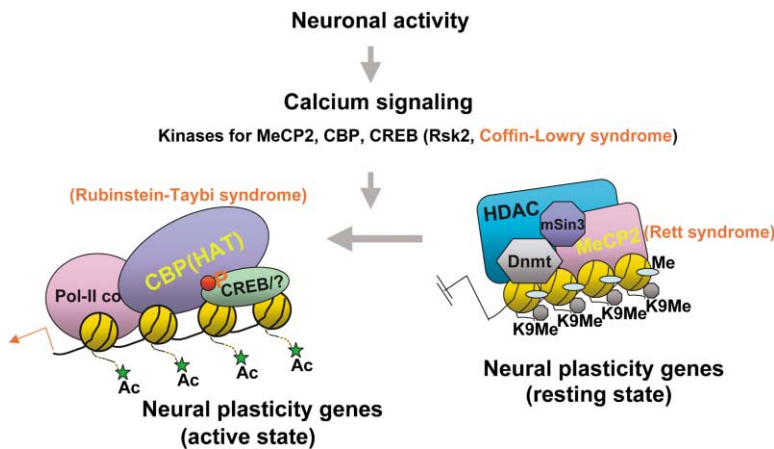 Neuronal activity
Calcium signaling
Kinases for MeCP2, CBP, CREB (Rsk2, Coffin-Lowry syndrome)
(Rubinstein-Taybi syndrome)
CBP(HAT)
Pol-II co
P
CREB/?
Ac
Ac
Ac
Ac
Neural plasticity genes
(active state)
HDAC
mSin3
MeCP2
(Rett syndrome)
Dnmt
Me
K9Me
K9Me
K9Me
K9Me
Neural plasticity genes
(resting state)